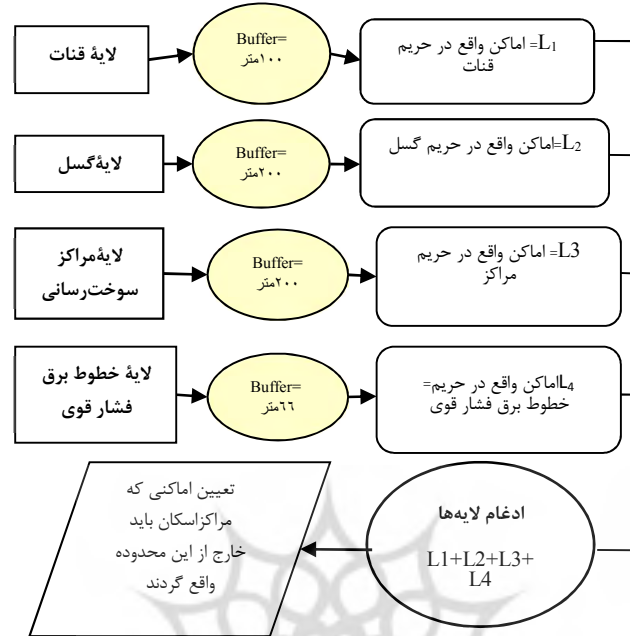 لایهٔ قنات
Buffer=
۱۰۰متر
L1= اماکن واقع در حریم
قنات
لایهٔگسل
Buffer=
۲۰۰متر
L2=اماکن واقع در حریم گسل
لایهٔمراکز
سوخت‌رسانی
Buffer=
۲۰۰متر
L3= اماکن واقع در حریم
مراکز
لایهٔ خطوط برق
فشار قوی
Buffer=
٦٦متر
L4اماکن واقع در حریم=
خطوط برق فشار قوی
ادغام لایه‌ها
L1+L2+L3+
L4
تعیین اماکنی که
مراکزاسکان باید
خارج از این محدوده
واقع گردند